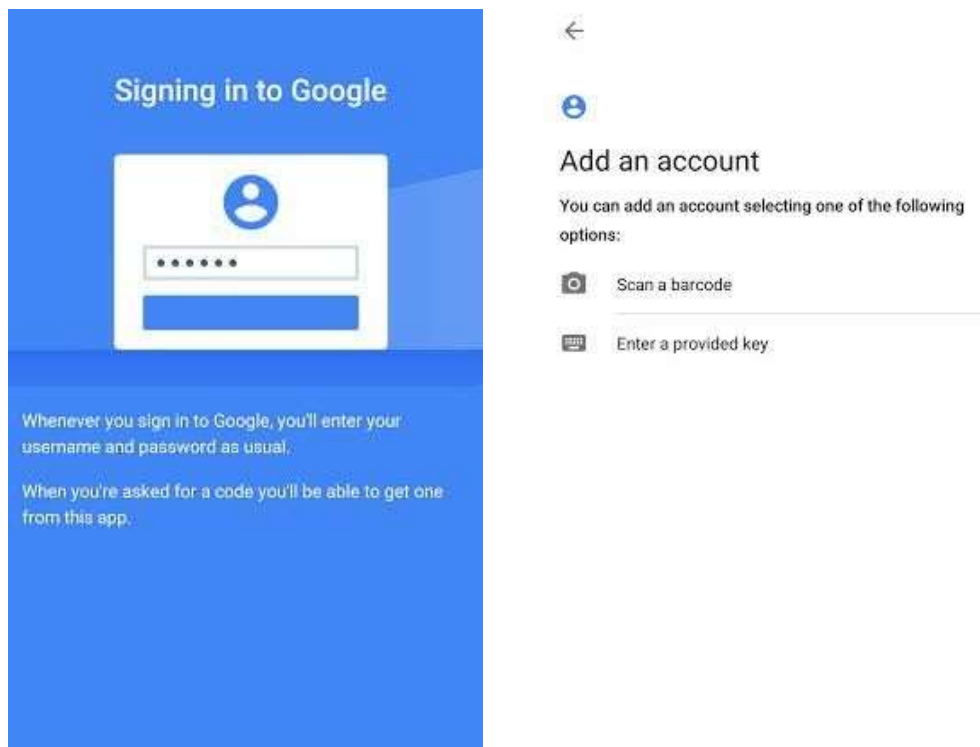 Signing in to Google
Whenever you sign in to Google, you'll enter your
username and password as usual.
When you're asked for a code you'll be able to get one
from this app.
Add an account
You can add an account selecting one of the following
options:
Scan a barcode
Enter a provided key